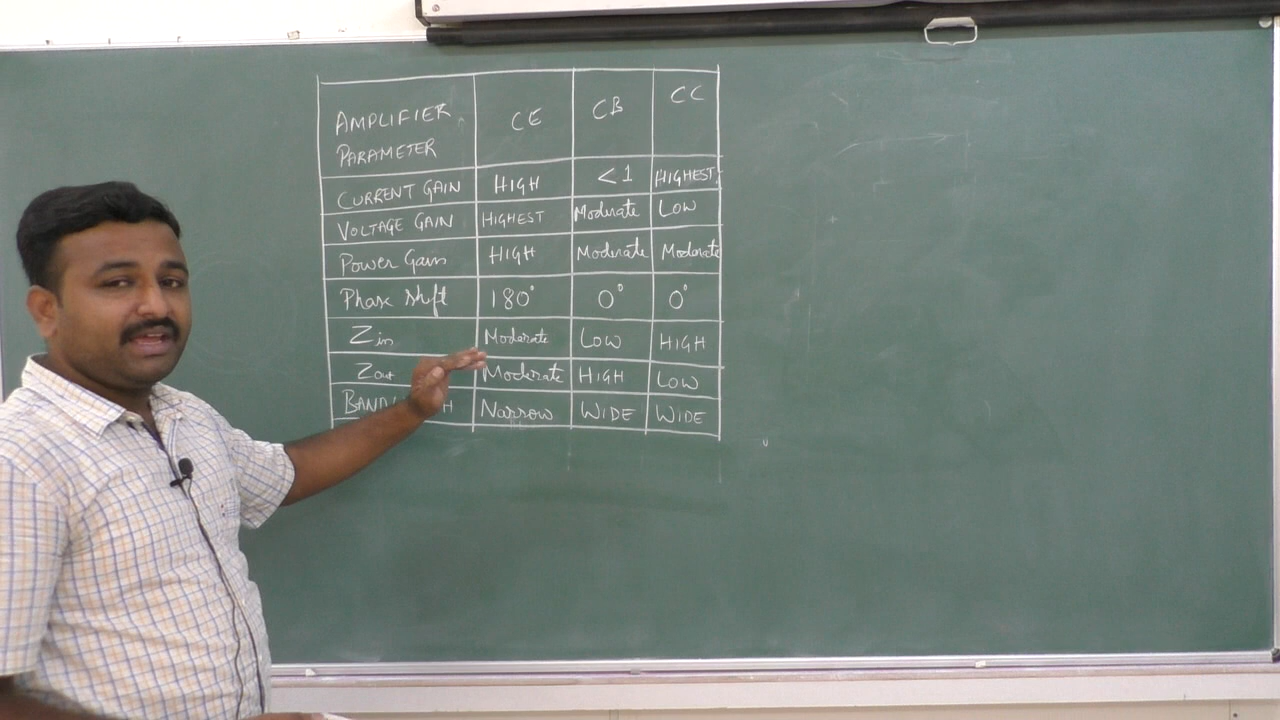 AMPLIFIER PARAMETER CE CB CC
CURRENT GAIN HIGH <1 HIGHEST
VOLTAGE GAIN HIGHEST Moderate LOW
Power Gain HIGH Moderate Moderate
Phase Shift 180° 0° 0°
Zin Moderate LOW HIGH
Zout Moderate HIGH LOW
Narrow WIDE WIDE